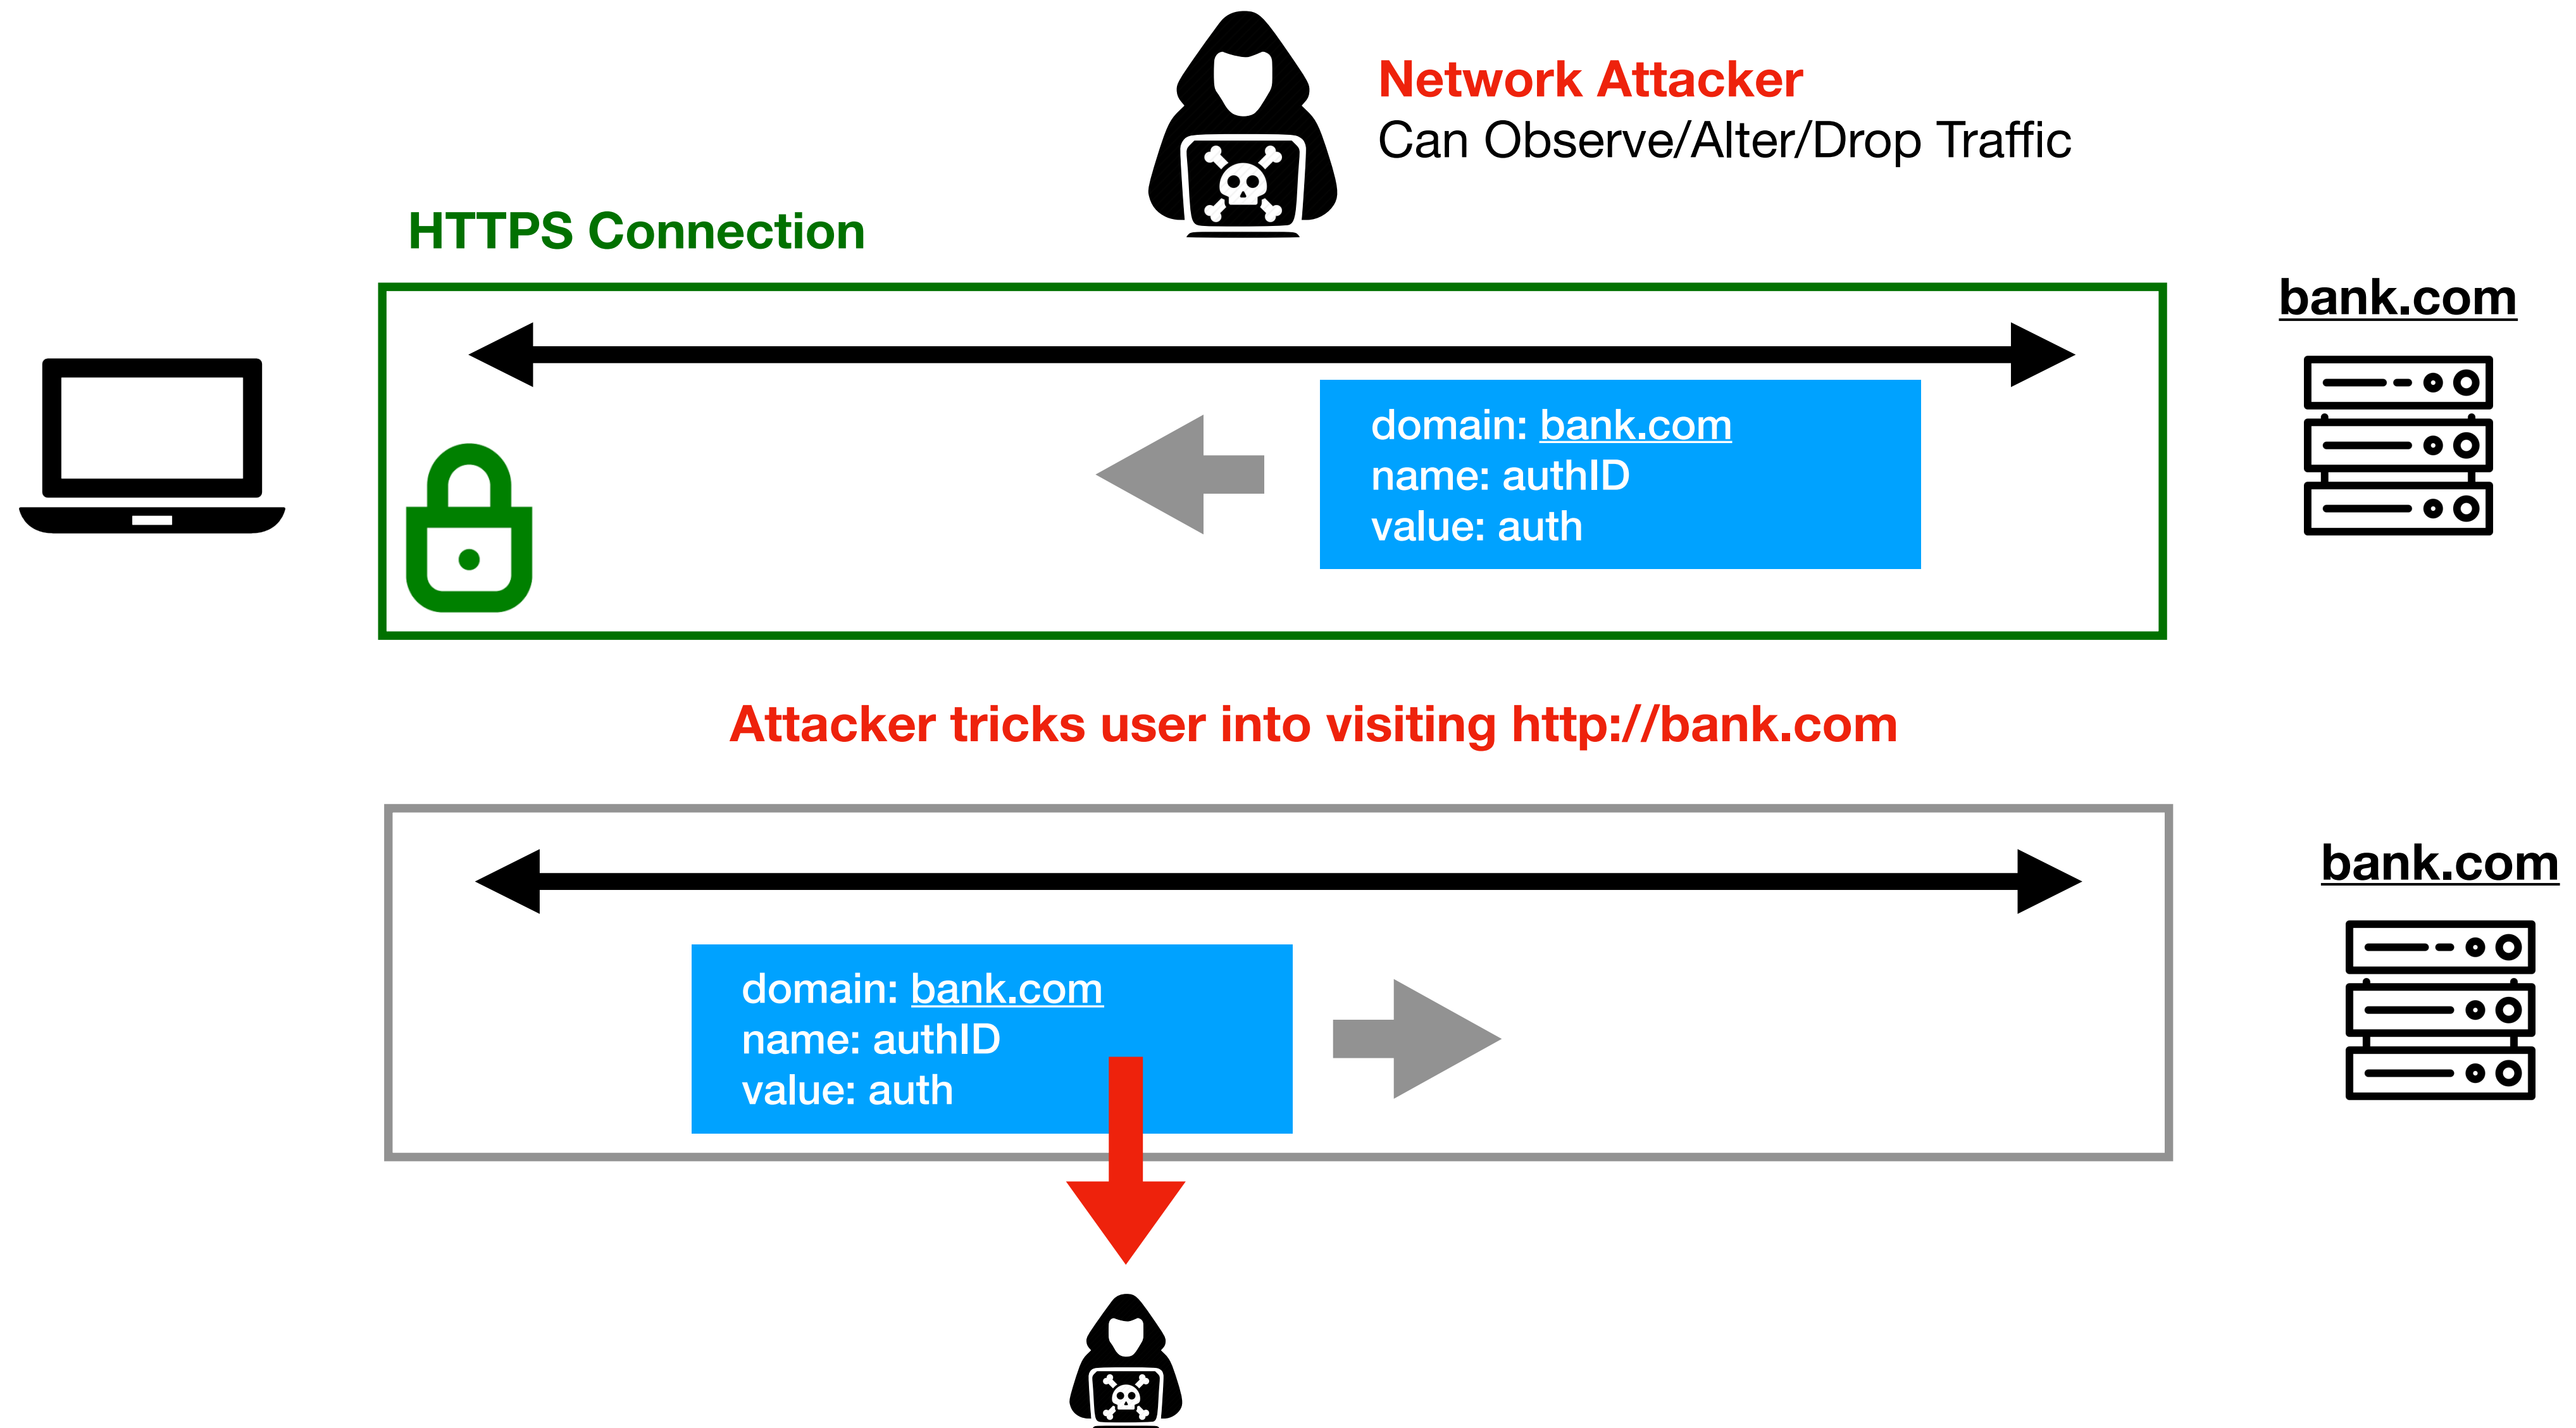 Network Attacker
Can Observe/Alter/Drop Traffic
HTTPS Connection
bank.com
domain: bank.com
name: authID
value: auth
Attacker tricks user into visiting http://bank.com
bank.com
domain: bank.com
name: authID
value: auth